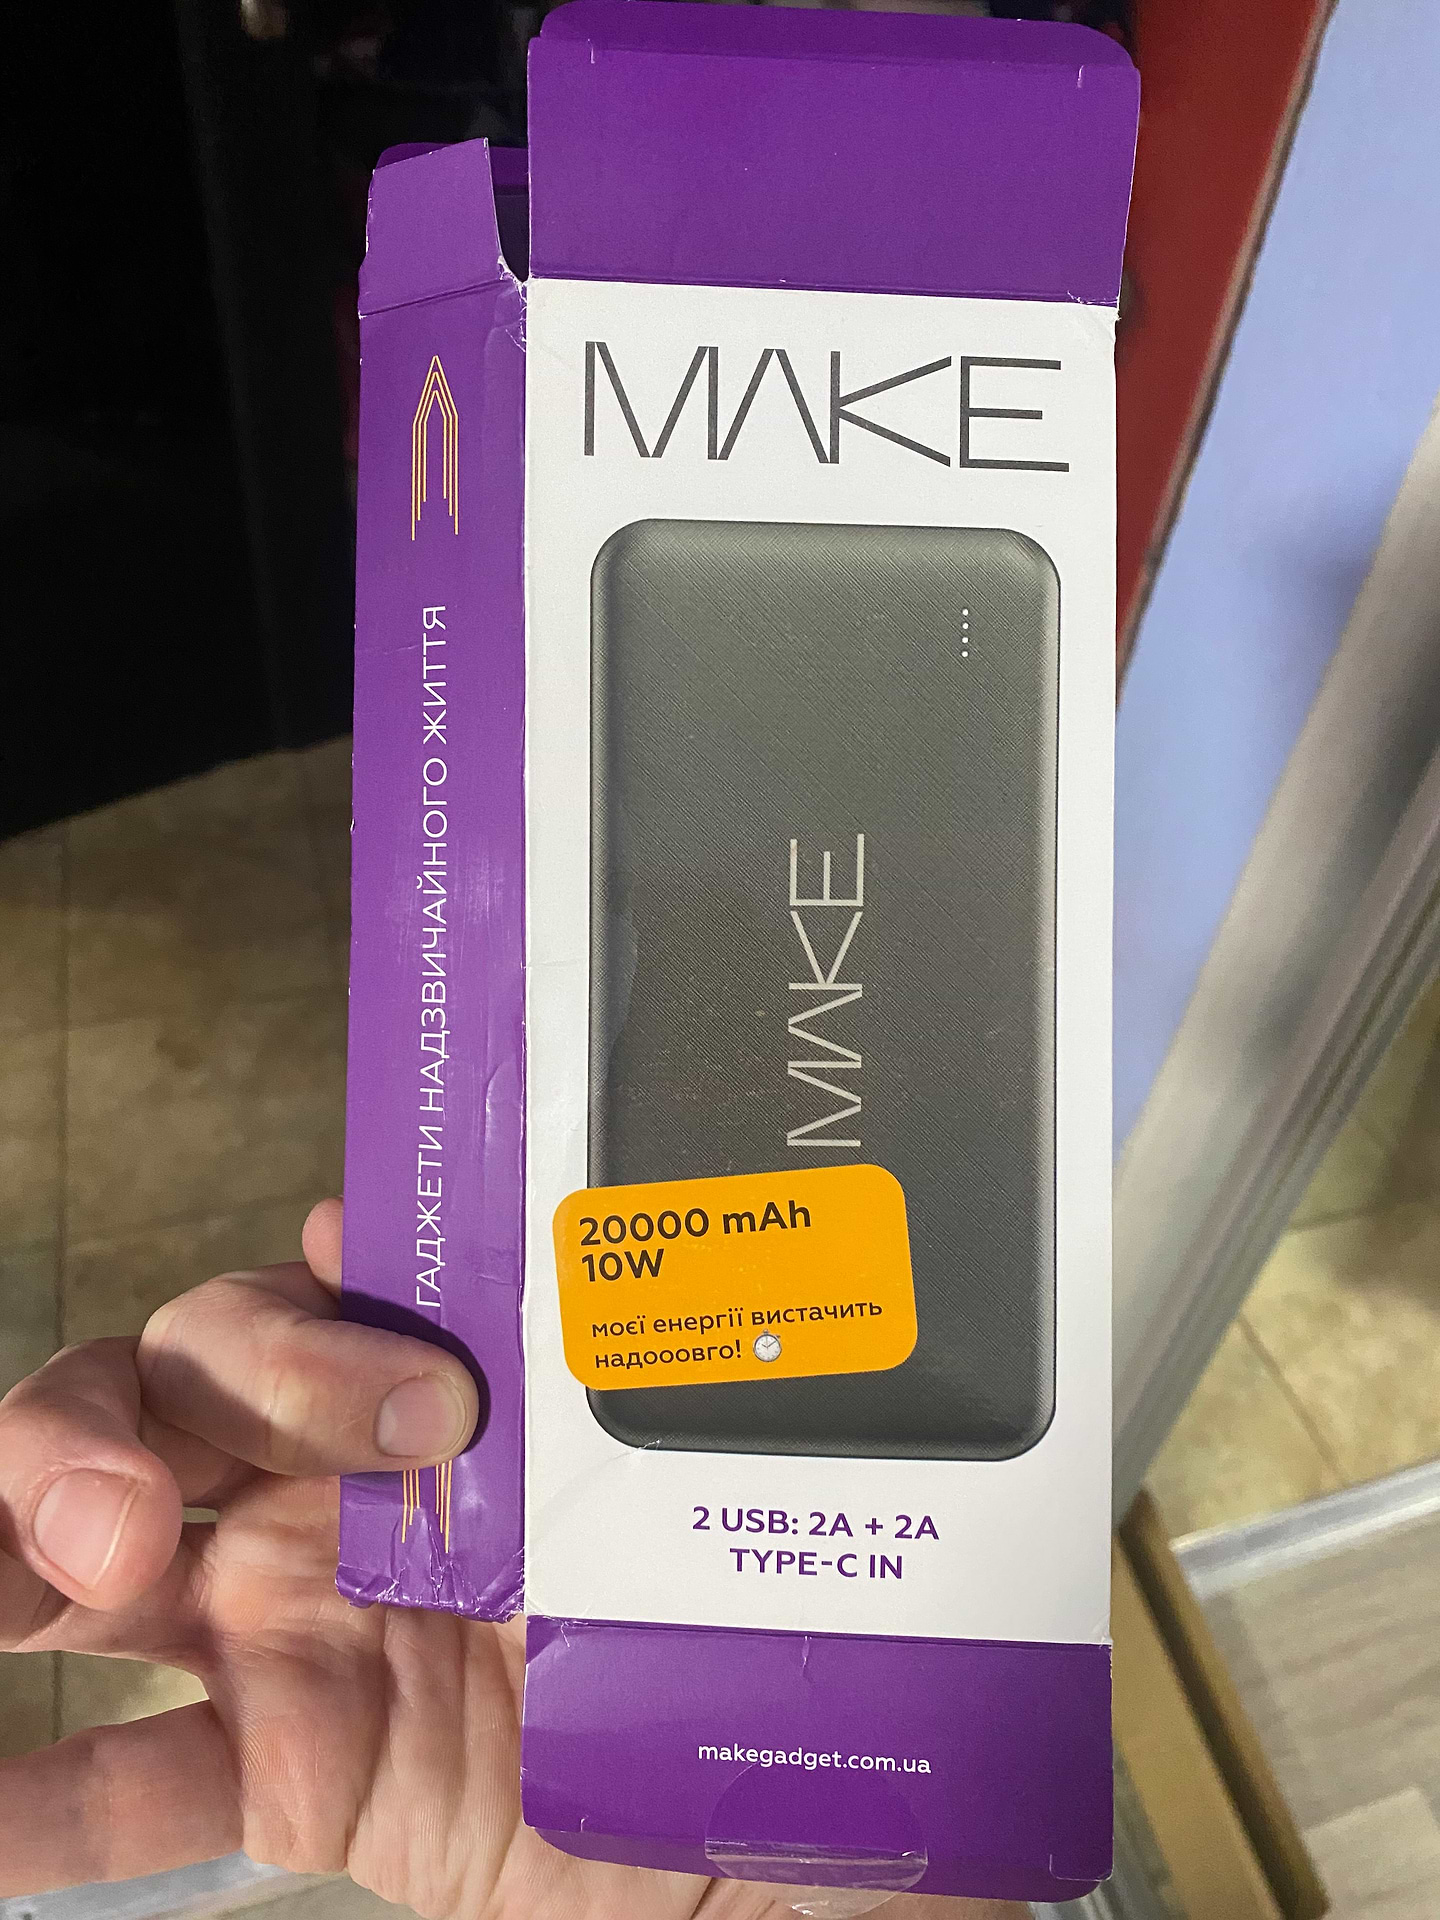 MAKE
ГАДЖЕТИ НАДЗВИЧАЙНОГО ЖИТТЯ
MAKE
20000 mAh
10W
моєї енергії вистачить
надооовго!
2 USB: 2A + 2A
TYPE-C IN
makegadget.com.ua